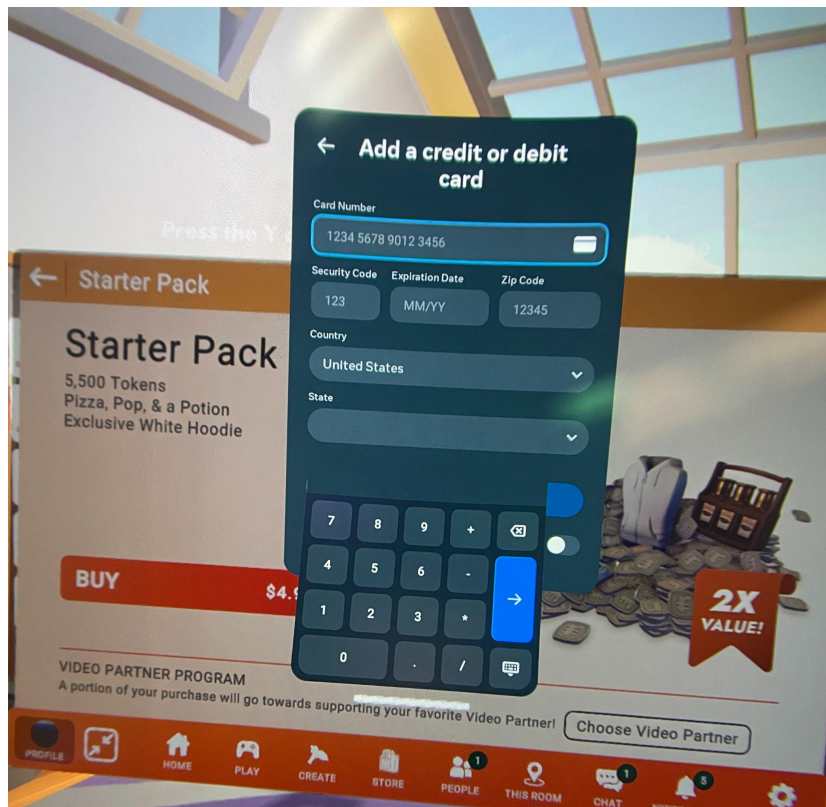 Add a credit or debit
card
Card Number
1234 5678 9012 3456
Security Code Expiration Date Zip Code
123 MM/YY 12345
Country
United States
State
Press the Y
Starter Pack
Starter Pack
5,500 Tokens
Pizza, Pop, & a Potion
Exclusive White Hoodie
7 8 9 +
4 5 6 -
1 2 3 *
0 . /
BUY $4.9
2X
VALUE!
VIDEO PARTNER PROGRAM
A portion of your purchase will go towards supporting your favorite Video Partner!
Choose Video Partner
PROFILE HOME PLAY CREATE STORE PEOPLE 1 THIS ROOM CHAT 1 5